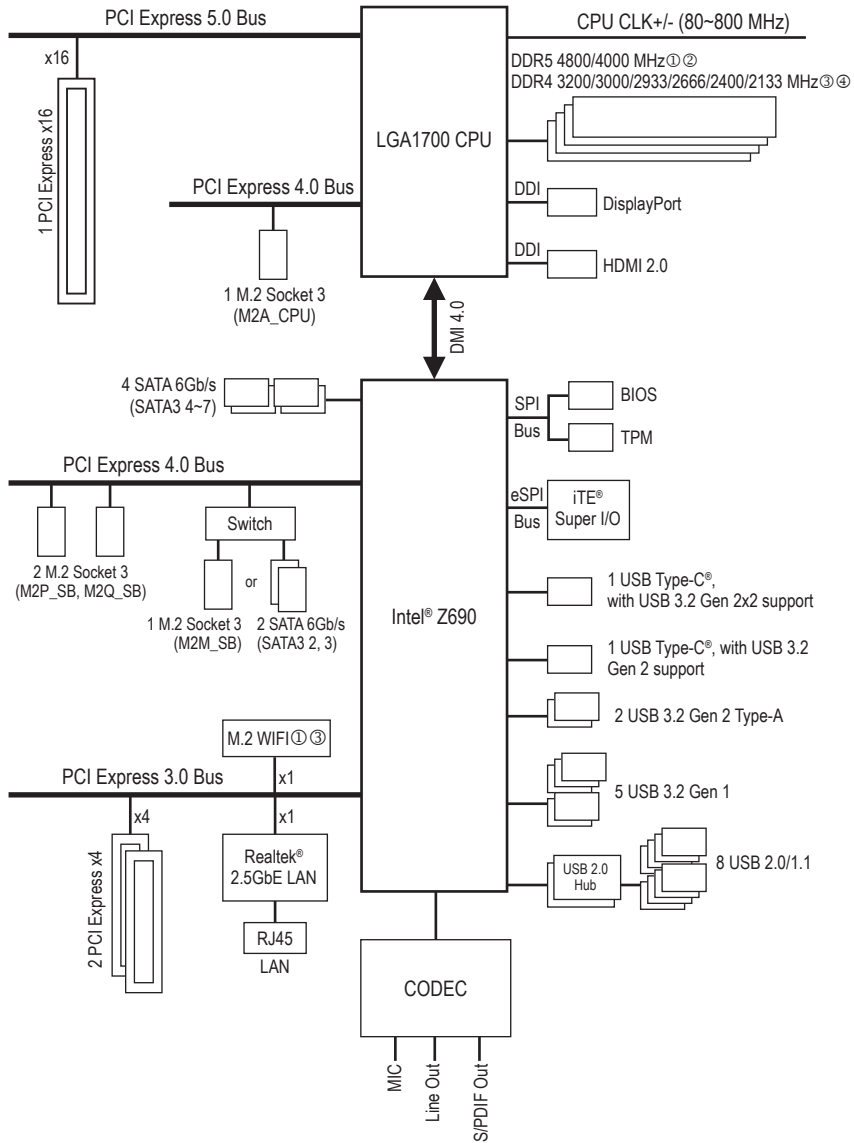 PCI Express 5.0 Bus
CPU CLK+/- (80~800 MHz)
x16
DDR5 4800/4000 MHz①②
DDR4 3200/3000/2933/2666/2400/2133 MHz③④
1 PCI Express x16
LGA1700 CPU
PCI Express 4.0 Bus
DDI
DisplayPort
DDI
HDMI 2.0
1 M.2 Socket 3
(M2A_CPU)
DMI 4.0
4 SATA 6Gb/s
(SATA3 4~7)
SPI
Bus
BIOS
TPM
PCI Express 4.0 Bus
eSPI
Bus
iTE®
Super I/O
Switch
2 M.2 Socket 3
(M2P_SB, M2Q_SB)
or
1 M.2 Socket 3
(M2M_SB)
2 SATA 6Gb/s
(SATA3 2, 3)
Intel® Z690
1 USB Type-C®,
with USB 3.2 Gen 2x2 support
1 USB Type-C®, with USB 3.2
Gen 2 support
2 USB 3.2 Gen 2 Type-A
M.2 WIFI①③
PCI Express 3.0 Bus
x1
x4
x1
5 USB 3.2 Gen 1
2 PCI Express x4
Realtek®
2.5GbE LAN
USB 2.0
Hub
8 USB 2.0/1.1
RJ45
LAN
CODEC
MIC
Line Out
S/PDIF Out